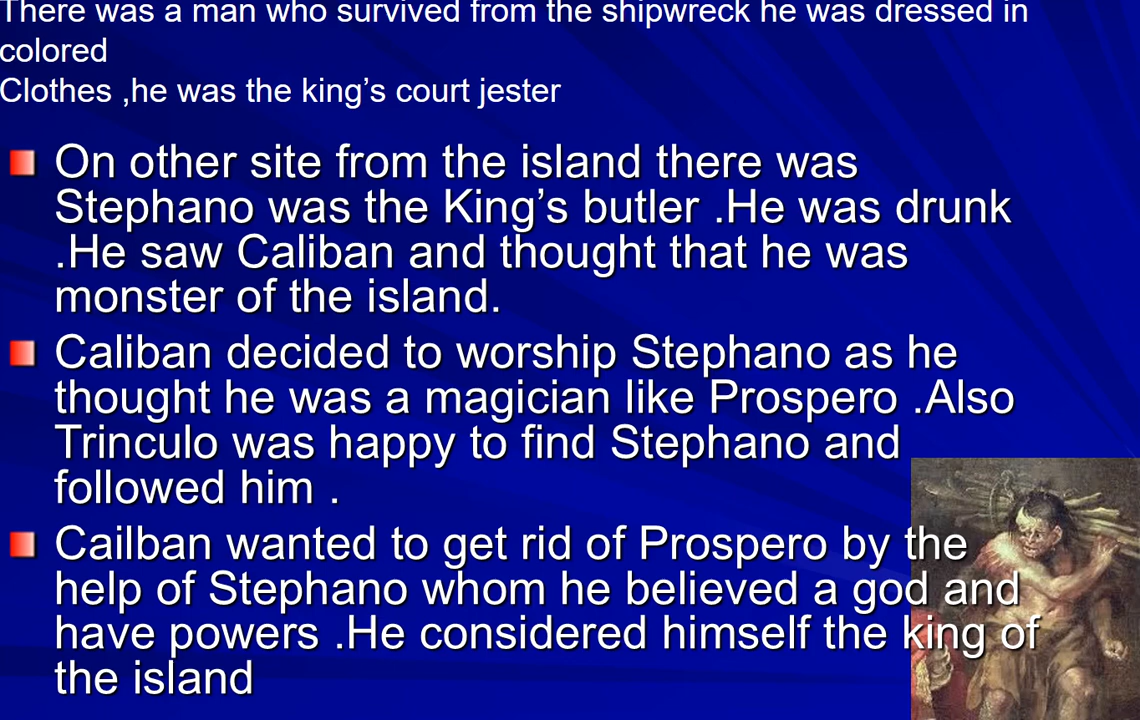 There was a man who survived from the shipwreck he was dressed in
colored
Clothes ,he was the king’s court jester
On other site from the island there was
Stephano was the King’s butler .He was drunk
.He saw Caliban and thought that he was
monster of the island.
Caliban decided to worship Stephano as he
thought he was a magician like Prospero .Also
Trinculo was happy to find Stephano and
followed him .
Cailban wanted to get rid of Prospero by the
help of Stephano whom he believed a god and
have powers .He considered himself the king of
the island